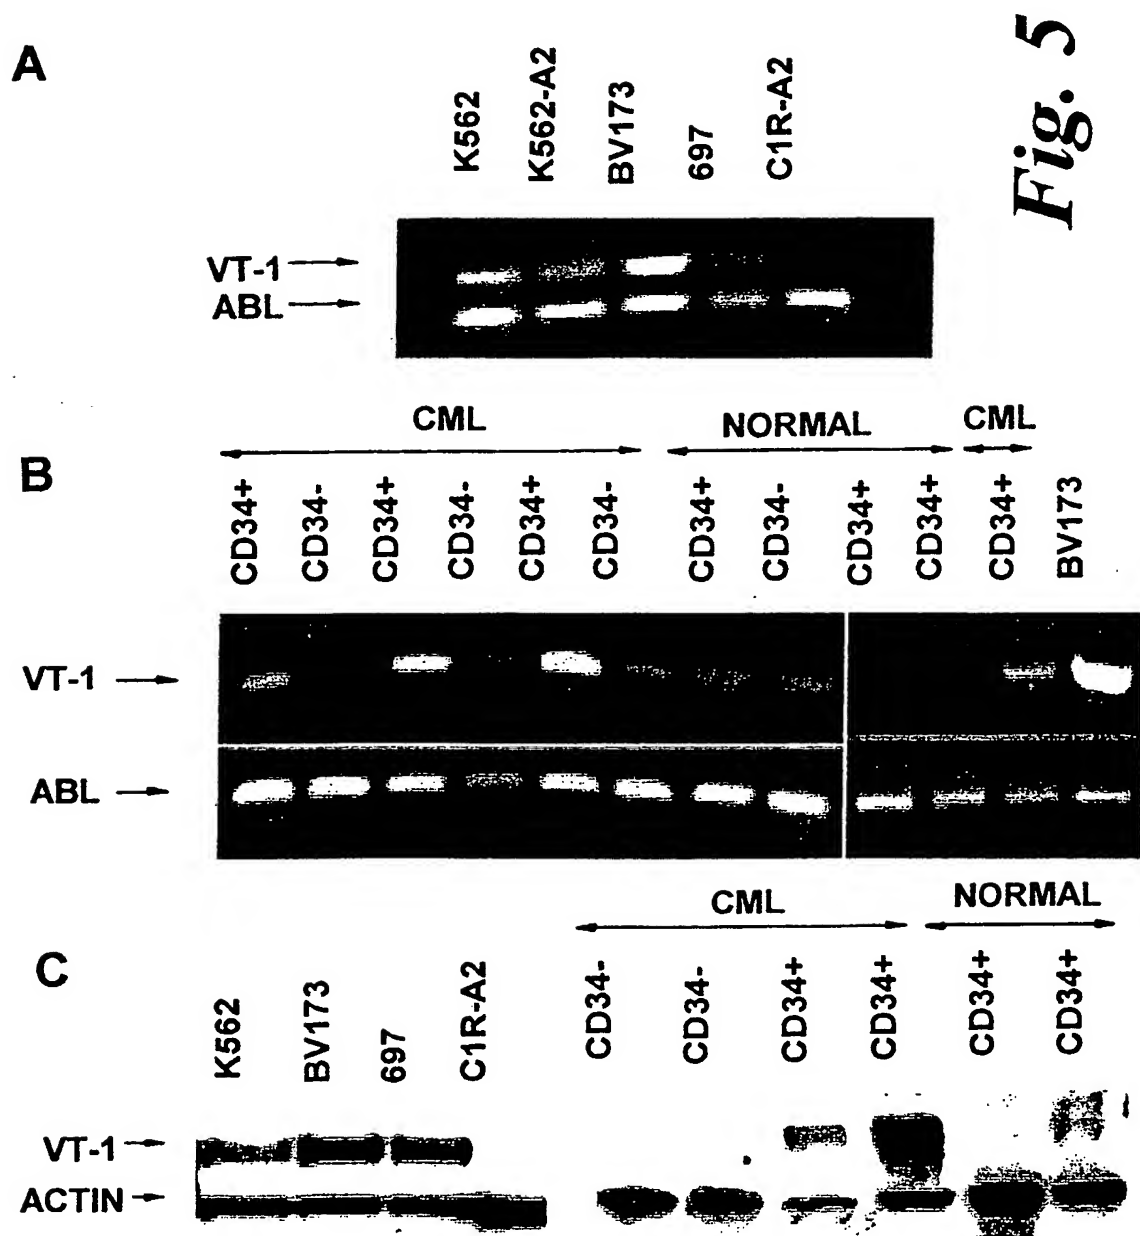 Fig. 5
A
K562
K562-A2
BV173
697
C1R-A2
VT-1
ABL
CML
NORMAL
CML
B
CD34+
CD34-
CD34+
CD34-
CD34+
CD34-
CD34+
CD34-
CD34+
CD34+
CD34+
BV173
VT-1
ABL
CML
NORMAL
C
K562
BV173
697
C1R-A2
CD34-
CD34-
CD34+
CD34+
CD34+
CD34+
VT-1
ACTIN